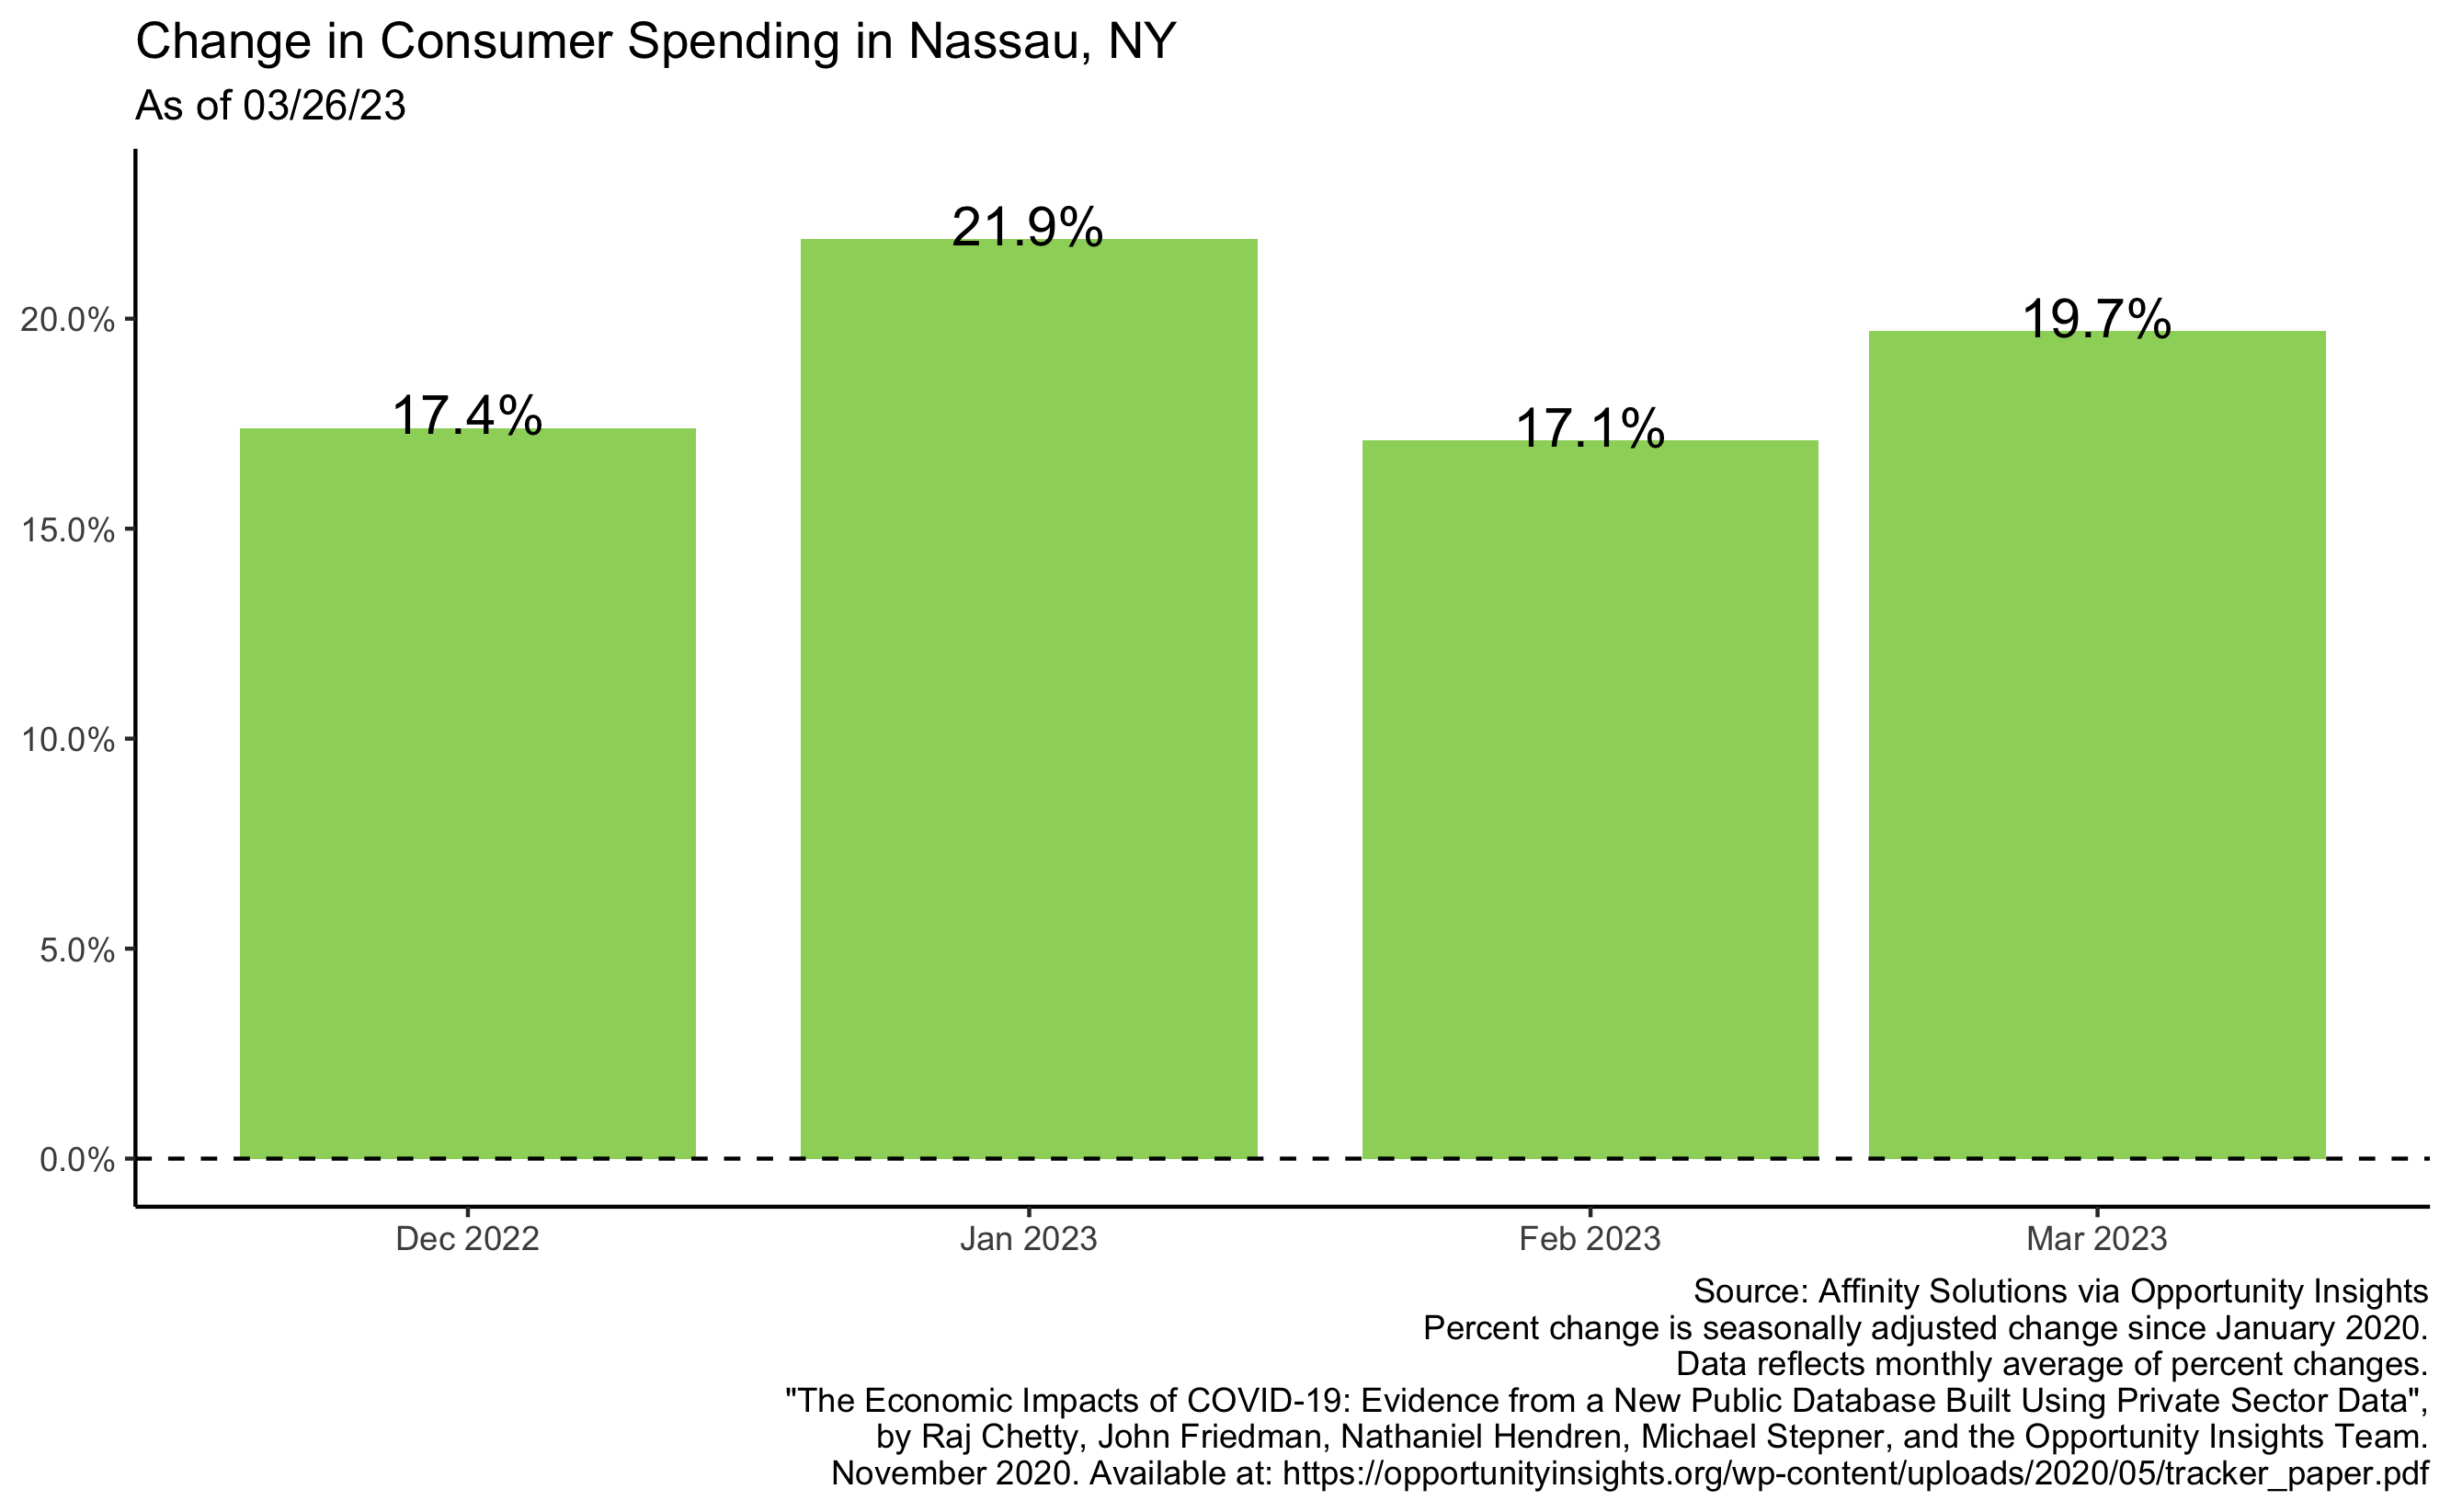 Change in Consumer Spending in Nassau, NY
As of 03/26/23
21.9%
19.7%
17.4%
17.1%
20.0%
15.0%
10.0%
5.0%
0.0%
Dec 2022
Jan 2023
Feb 2023
Mar 2023
Source: Affinity Solutions via Opportunity Insights
Percent change is seasonally adjusted change since January 2020.
Data reflects monthly average of percent changes.
"The Economic Impacts of COVID-19: Evidence from a New Public Database Built Using Private Sector Data",
by Raj Chetty, John Friedman, Nathaniel Hendren, Michael Stepner, and the Opportunity Insights Team.
November 2020. Available at: https://opportunityinsights.org/wp-content/uploads/2020/05/tracker_paper.pdf